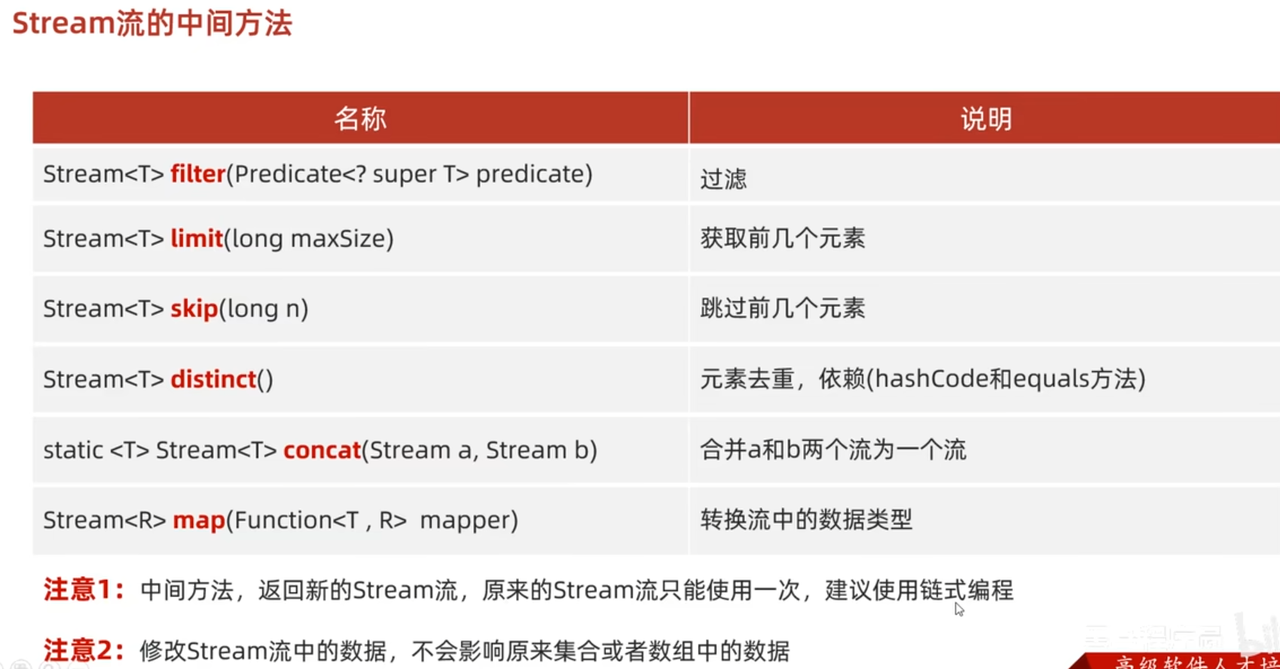 Stream流的中间方法
名称 说明
Stream<T> filter(Predicate<? super T> predicate) 过滤
Stream<T> limit(long maxSize) 获取前几个元素
Stream<T> skip(long n) 跳过前几个元素
Stream<T> distinct() 元素去重，依赖(hashCode和equals方法)
static <T> Stream<T> concat(Stream a, Stream b) 合并a和b两个流为一个流
Stream<R> map(Function<T , R> mapper) 转换流中的数据类型
注意1：中间方法，返回新的Stream流，原来的Stream流只能使用一次，建议使用链式编程
注意2：修改Stream流中的数据，不会影响原来集合或者数组中的数据
高级软件人才培